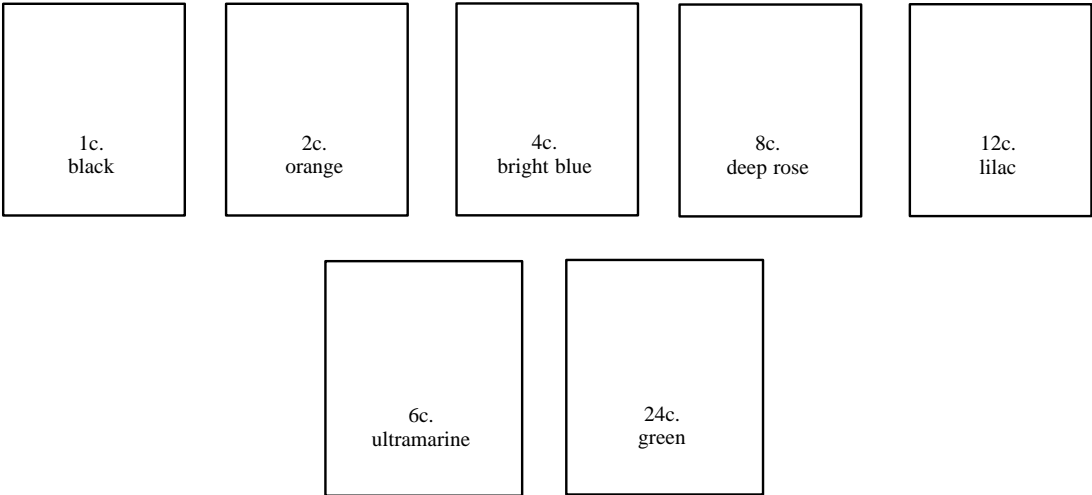 1c.
black
2c.
orange
4c.
bright blue
8c.
deep rose
12c.
lilac
6c.
ultramarine
24c.
green